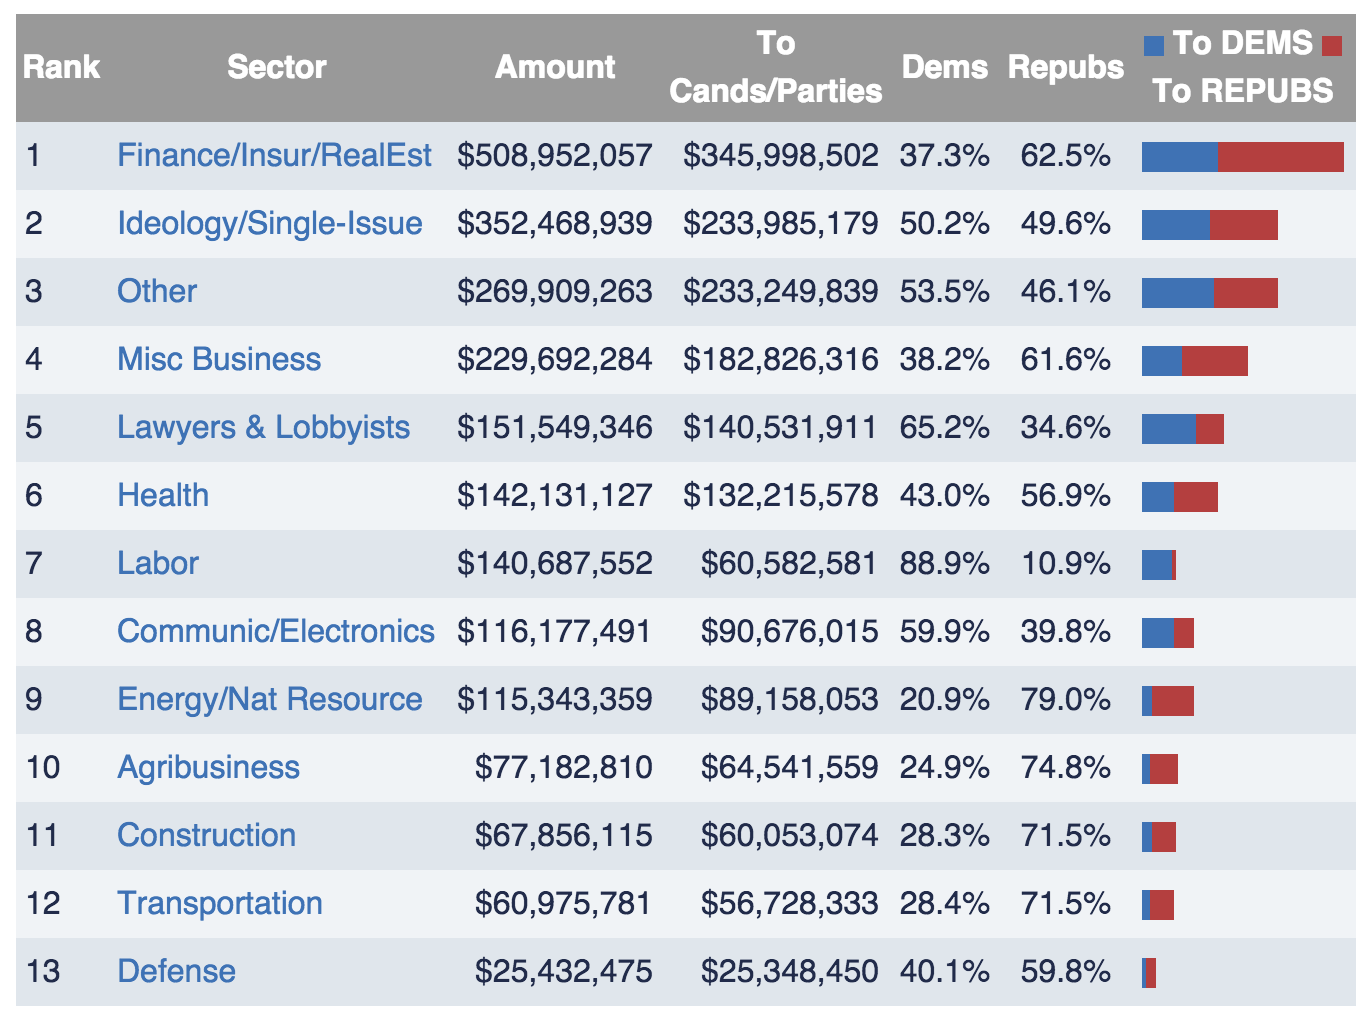 Rank Sector Amount To Cands/Parties Dems Repubs To DEMS To REPUBS
1 Finance/Insur/RealEst $508,952,057 $345,998,502 37.3% 62.5%
2 Ideology/Single-Issue $352,468,939 $233,985,179 50.2% 49.6%
3 Other $269,909,263 $233,249,839 53.5% 46.1%
4 Misc Business $229,692,284 $182,826,316 38.2% 61.6%
5 Lawyers & Lobbyists $151,549,346 $140,531,911 65.2% 34.6%
6 Health $142,131,127 $132,215,578 43.0% 56.9%
7 Labor $140,687,552 $60,582,581 88.9% 10.9%
8 Communic/Electronics $116,177,491 $90,676,015 59.9% 39.8%
9 Energy/Nat Resource $115,343,359 $89,158,053 20.9% 79.0%
10 Agribusiness $77,182,810 $64,541,559 24.9% 74.8%
11 Construction $67,856,115 $60,053,074 28.3% 71.5%
12 Transportation $60,975,781 $56,728,333 28.4% 71.5%
13 Defense $25,432,475 $25,348,450 40.1% 59.8%